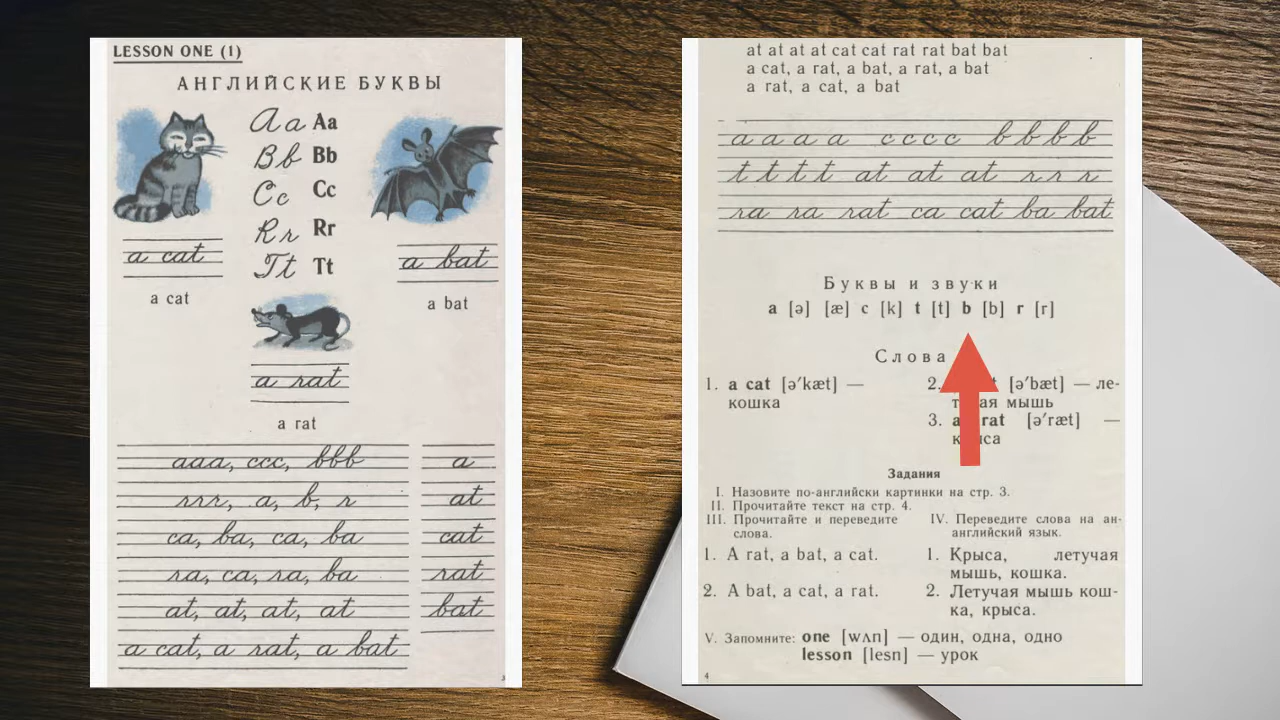 LESSON ONE (1)
АНГЛИЙСКИЕ БУКВЫ
Aa Aa
Bb Bb
Cc Cc
Rr Rr
Tt Tt
a cat
a cat
a bat
a bat
a rat
a rat
aaa, ccc, bbb
a
rrr, a, b, r
at
ca, ba, ca, ba
cat
ra, ca, ra, ba
rat
at, at, at, at
bat
a cat, a rat, a bat
at at at at cat cat rat rat bat bat
a cat, a rat, a bat, a rat, a bat
a rat, a cat, a bat
a a a a c c c c b b b b
t t t t at at at r r r
ra ra rat ca cat ba bat
Буквы и звуки
a [ə] [æ] c [k] t [t] b [b] r [r]
Слова
1. a cat [ə′kæt] —
кошка
2. [ə′bæt] — ле-
мышь
3. rat [ə′ræt] —
Задания
I. Назовите по-английски картинки на стр. 3.
II. Прочитайте текст на стр. 4.
III. Прочитайте и переведите
слова.
1. A rat, a bat, a cat.
2. A bat, a cat, a rat.
IV. Переведите слова на ан-
английский язык.
1. Крыса, летучая
мышь, кошка.
2. Летучая мышь кош-
ка, крыса.
V. Запомните: one [wʌn] — один, одна, одно
lesson [lesn] — урок
4